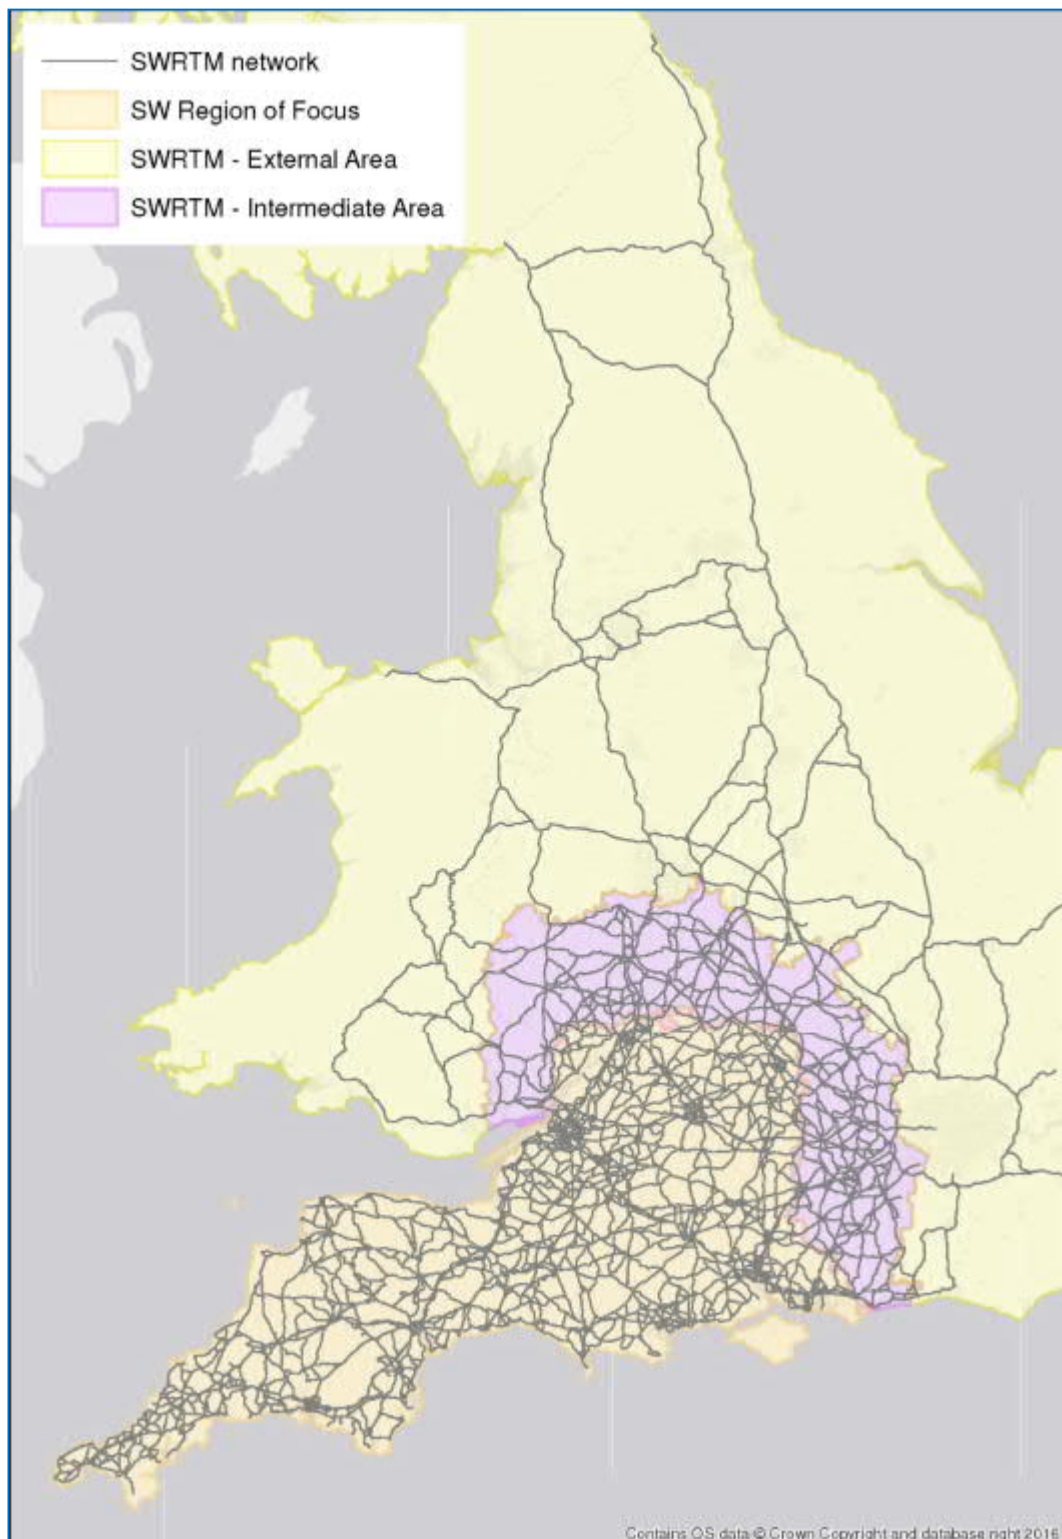 SWRTM network
SW Region of Focus
SWRTM - External Area
SWRTM - Intermediate Area
Contains OS data © Crown Copyright and database right 2016